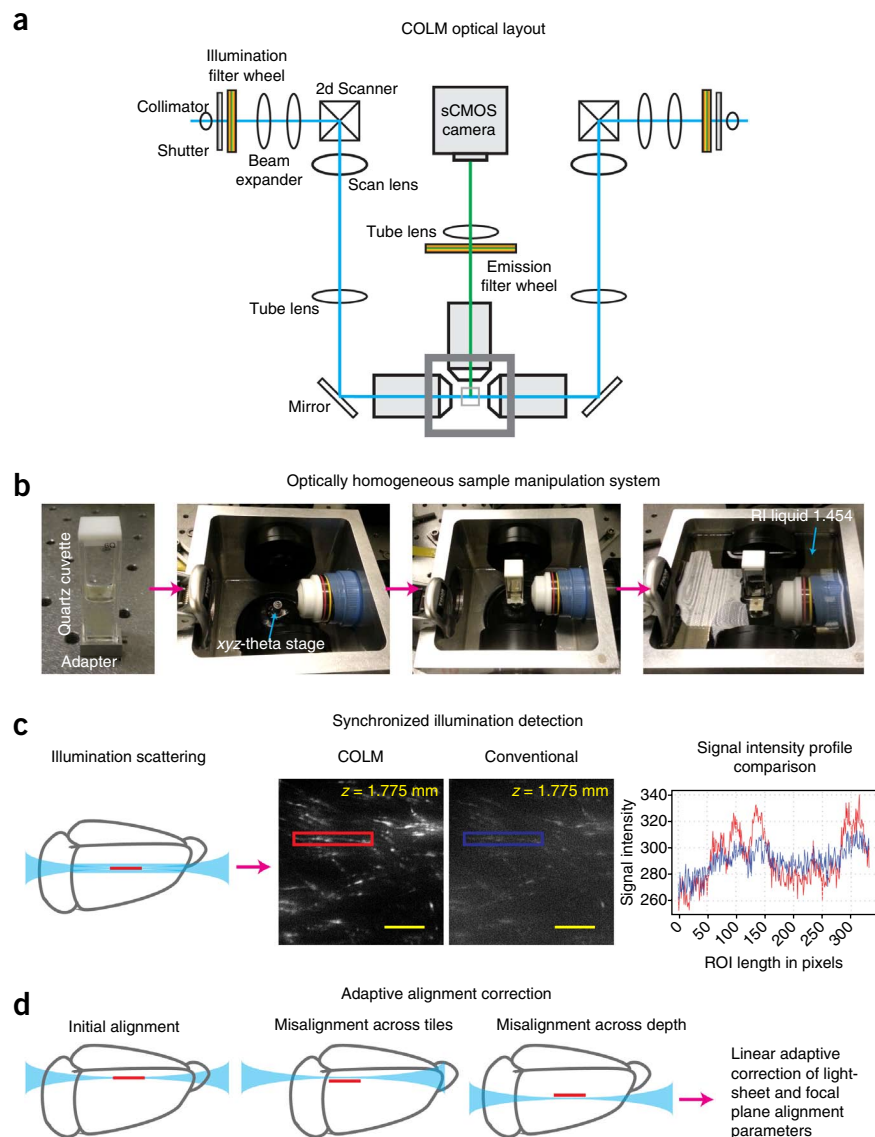 a
COLM optical layout
Illumination
filter wheel
2d Scanner
Collimator
sCMOS
camera
Shutter
Beam
expander
Scan lens
Tube lens
Emission
filter wheel
Tube lens
Mirror
b
Optically homogeneous sample manipulation system
Quartz cuvette
Adapter
xyz-theta stage
RI liquid 1.454
c
Synchronized illumination detection
Illumination scattering
COLM
Conventional
Signal intensity profile
comparison
z = 1.775 mm
z = 1.775 mm
Signal intensity
340
320
300
280
260
0
50
100
150
200
250
300
ROI length in pixels
d
Adaptive alignment correction
Initial alignment
Misalignment across tiles
Misalignment across depth
Linear adaptive
correction of light-
sheet and focal
plane alignment
parameters